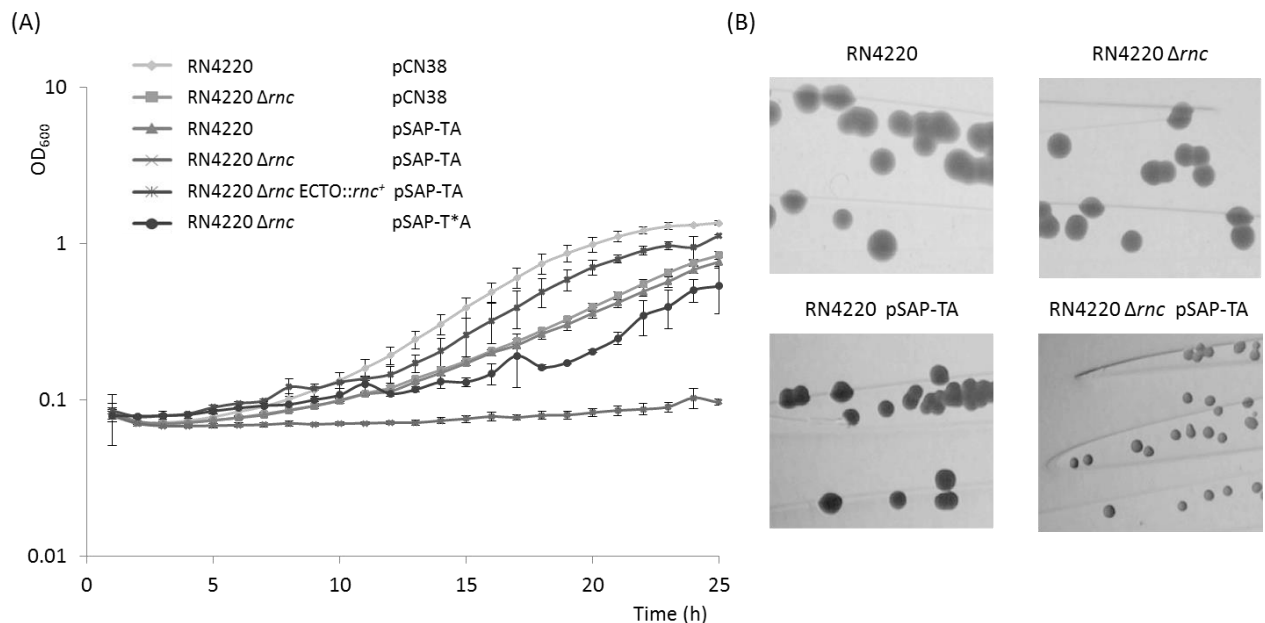 (A)
RN4220 pCN38
RN4220 Δrnc pCN38
RN4220 pSAP-TA
RN4220 Δrnc pSAP-TA
RN4220 Δrnc ECTO::rnc⁺ pSAP-TA
RN4220 Δrnc pSAP-T*A
OD₆₀₀
10
1
0.1
0.01
0 5 10 15 20 25
Time (h)
(B)
RN4220 RN4220 Δrnc
RN4220 pSAP-TA RN4220 Δrnc pSAP-TA